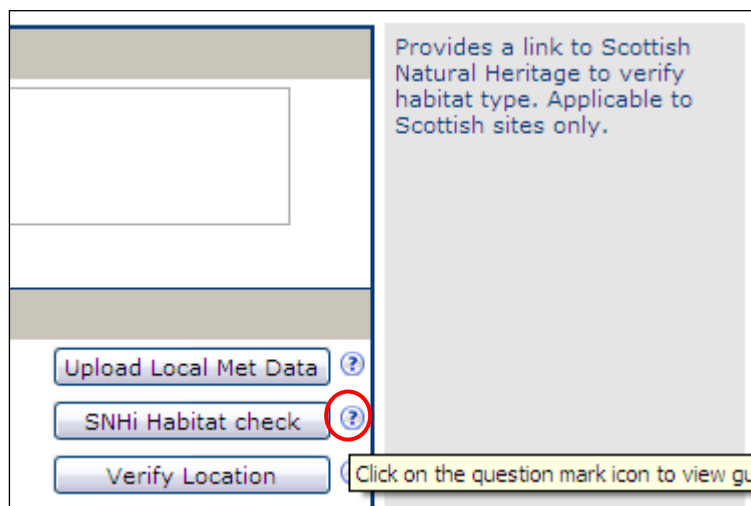 Provides a link to Scottish
Natural Heritage to verify
habitat type. Applicable to
Scottish sites only.
Upload Local Met Data ?
SNHi Habitat check ?
Verify Location
Click on the question mark icon to view